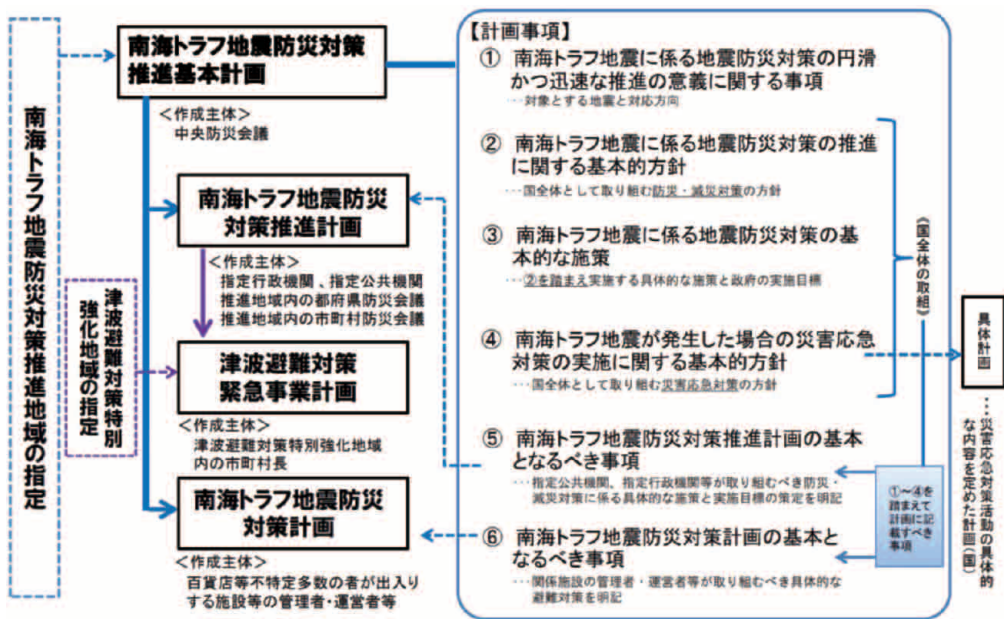 南海トラフ地震防災対策推進地域の指定
南海トラフ地震防災対策
推進基本計画
<作成主体>
中央防災会議
南海トラフ地震防災
対策推進計画
<作成主体>
指定行政機関、指定公共機関
推進地域内の都府県防災会議
推進地域内の市町村防災会議
津波避難対策特別
強化地域の指定
津波避難対策
緊急事業計画
<作成主体>
津波避難対策特別強化地域
内の市町村長
南海トラフ地震防災
対策計画
<作成主体>
百貨店等不特定多数の者が出入り
する施設等の管理者・運営者等
【計画事項】
① 南海トラフ地震に係る地震防災対策の円滑
かつ迅速な推進の意義に関する事項
…対象とする地震と対応方向
② 南海トラフ地震に係る地震防災対策の推進
に関する基本的方針
…国全体として取り組む防災・減災対策の方針
③ 南海トラフ地震に係る地震防災対策の基
本的な施策
…②を踏まえ実施する具体的な施策と政府の実施目標
④ 南海トラフ地震が発生した場合の災害応急
対策の実施に関する基本的方針
…国全体として取り組む災害応急対策の方針
⑤ 南海トラフ地震防災対策推進計画の基本
となるべき事項
…指定公共機関、指定行政機関等が取り組むべき防災・
減災対策に係る具体的な施策と実施目標の策定を明記
⑥ 南海トラフ地震防災対策計画の基本と
なるべき事項
…関係施設の管理者・運営者等が取り組むべき具体的な
避難対策を明記
《国全体の取組》
①～④を
踏まえて
計画に記
載すべき
事項
具体計画
…災害応急対策活動の具体的
な内容を定めた計画(国)